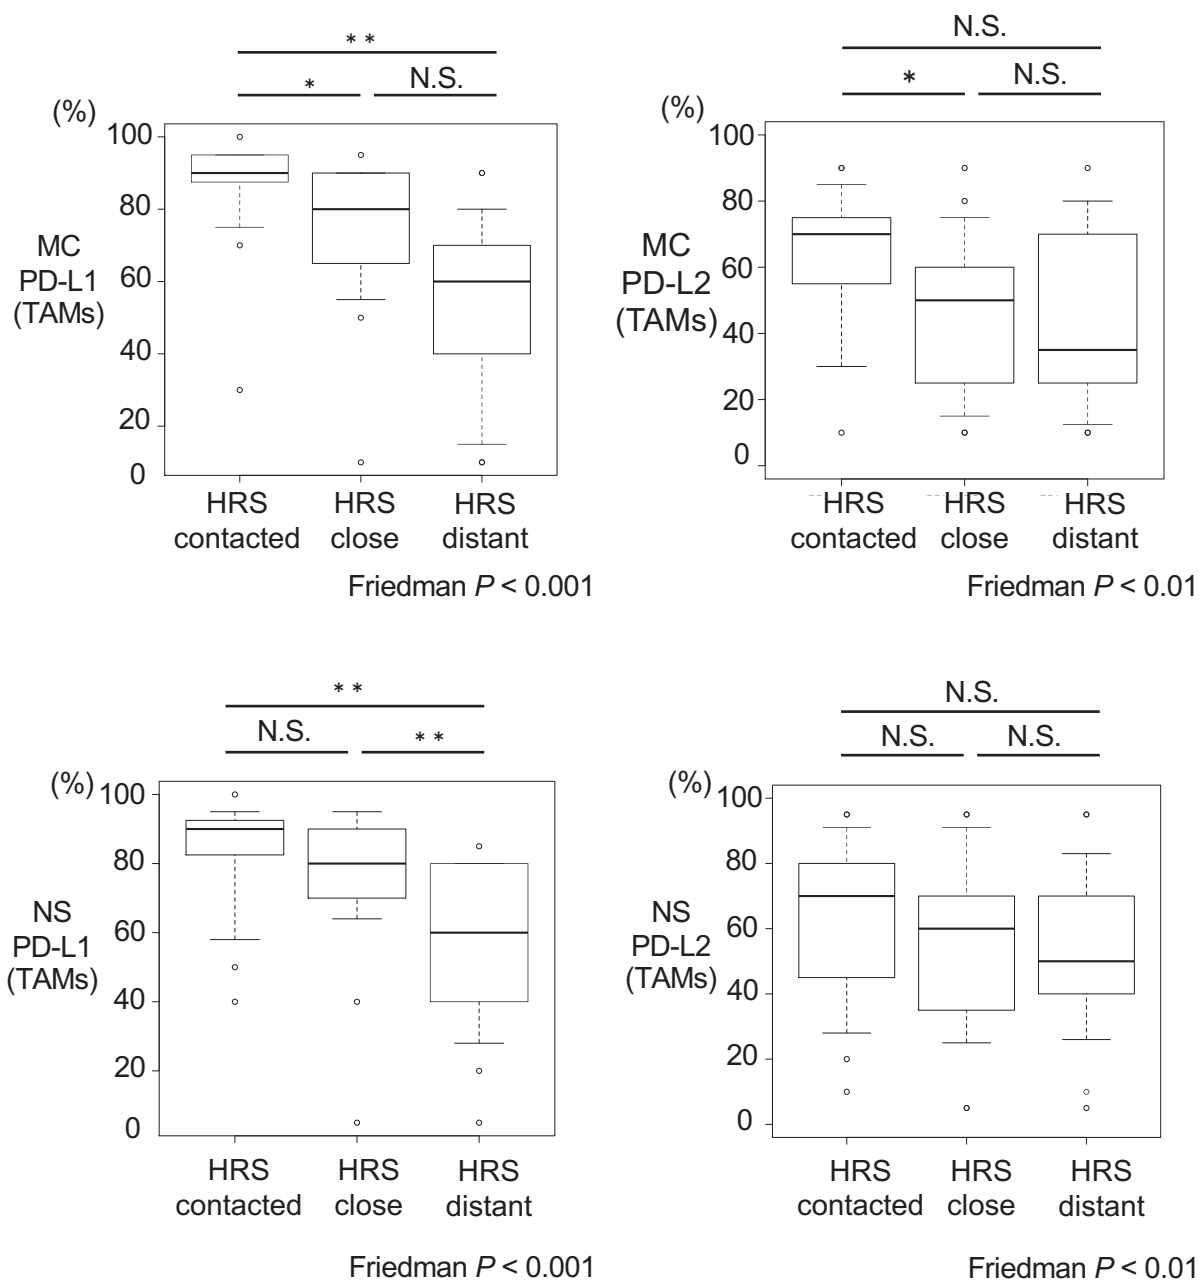 * *
* N.S.
(%)
100
80
60
40
20
0
MC
PD-L1
(TAMs)
HRS contacted
HRS close
HRS distant
Friedman P < 0.001
N.S.
* N.S.
(%)
100
80
60
40
20
0
MC
PD-L2
(TAMs)
HRS contacted
HRS close
HRS distant
Friedman P < 0.01
* *
N.S. * *
(%)
100
80
60
40
20
0
NS
PD-L1
(TAMs)
HRS contacted
HRS close
HRS distant
Friedman P < 0.001
N.S.
N.S. N.S.
(%)
100
80
60
40
20
0
NS
PD-L2
(TAMs)
HRS contacted
HRS close
HRS distant
Friedman P < 0.01